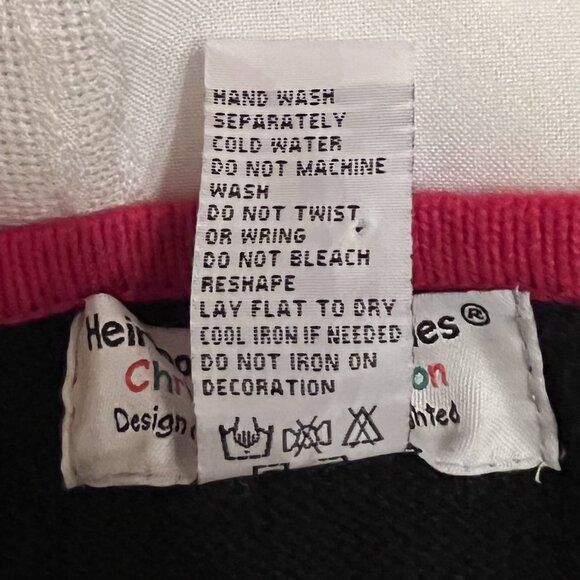 HAND WASH
SEPARATELY
COLD WATER
DO NOT MACHINE
WASH
DO NOT TWIST
OR WRING
DO NOT BLEACH
RESHAPE
LAY FLAT TO DRY
COOL IRON IF NEEDED
DO NOT IRON ON
DECORATION
Design